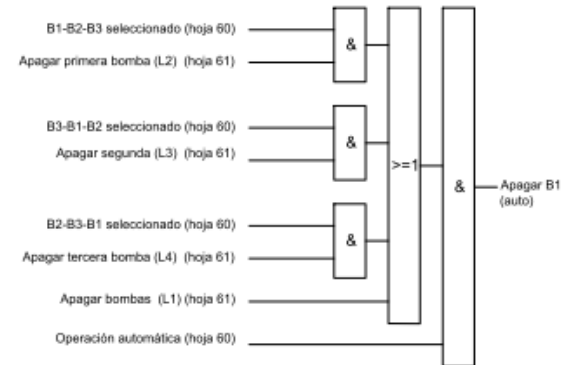 B1-B2-B3 seleccionado (hoja 60)
Apagar primera bomba (L2) (hoja 61)
&
B3-B1-B2 seleccionado (hoja 60)
Apagar segunda (L3) (hoja 61)
&
>=1
&
Apagar B1
(auto)
B2-B3-B1 seleccionado (hoja 60)
Apagar tercera bomba (L4) (hoja 61)
&
Apagar bombas (L1) (hoja 61)
Operación automática (hoja 60)